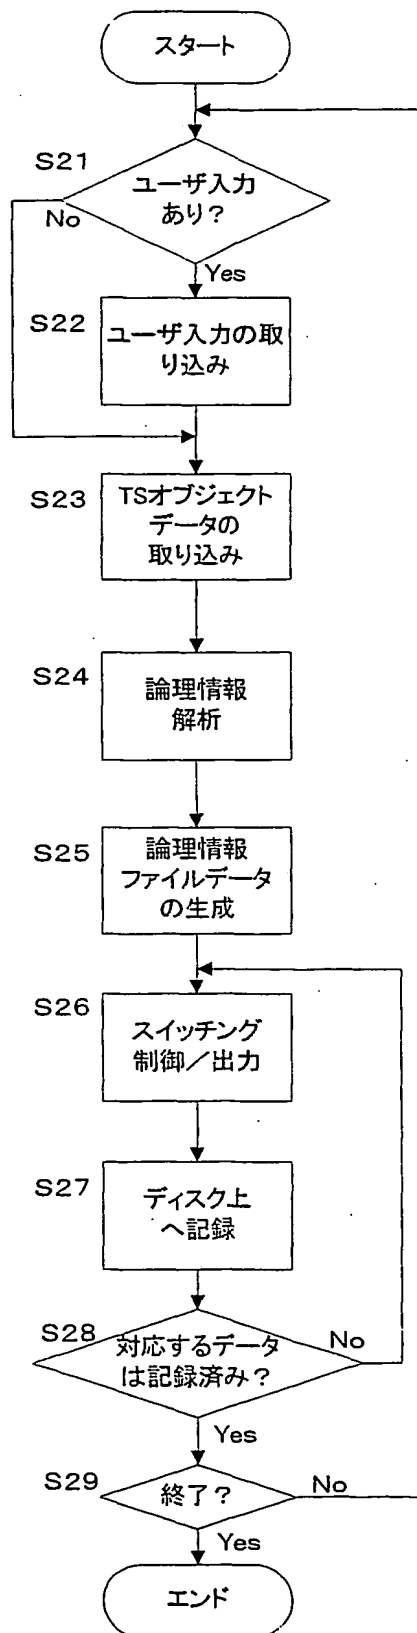 スタート
S21
ユーザ入力
あり？
No
Yes
S22
ユーザ入力の取
り込み
S23
TSオブジェクト
データの
取り込み
S24
論理情報
解析
S25
論理情報
ファイルデータ
の生成
S26
スイッチング
制御／出力
S27
ディスク上
へ記録
S28
対応するデータ
は記録済み？
No
Yes
S29
終了？
No
Yes
エンド